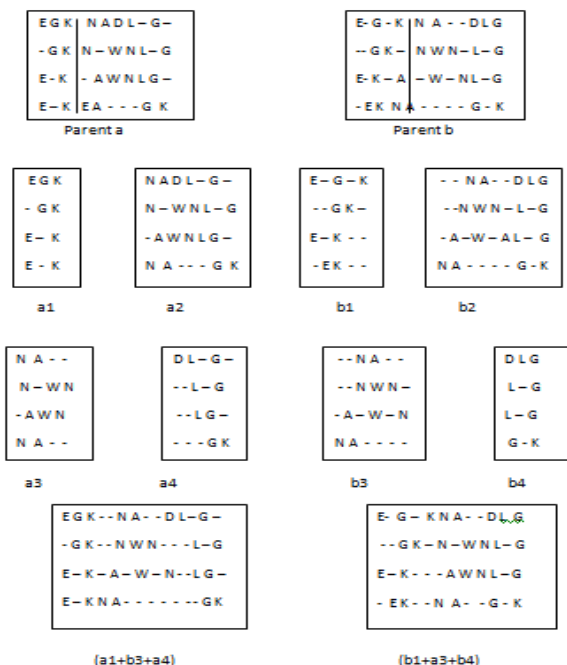 EGK NADL-G-
E-G-K NA--DLG
-GK N-WNL-G
--GK- NWN-L-G
E-K -AWNLG-
E-K-A -W-NL-G
E-K EA---G K
-EK NA----G-K
Parent a
Parent b
EGK
NADL-G-
E-G-K
--NA--DLG
-GK
N-WNL-G
--GK-
--NWN-L-G
E-K
-AWNLG-
E-K--
-A-W-AL-G
E-K
NA---G K
-EK--
NA----G-K
a1
a2
b1
b2
NA--
DL-G-
--NA--
DLG
N-WN
--L-G
--NWN-
L-G
-AWN
--LG-
-A-W-N
L-G
NA--
---GK
NA----
G-K
a3
a4
b3
b4
EGK--NA--DL-G-
E-G-KNA--DLG
-GK--NWN---L-G
--GK-N-WNL-G
E-K-A-W-N--LG-
E-K---AWNL-G
E-KNA-------GK
-EK--NA--G-K
(a1+b3+a4)
(b1+a3+b4)